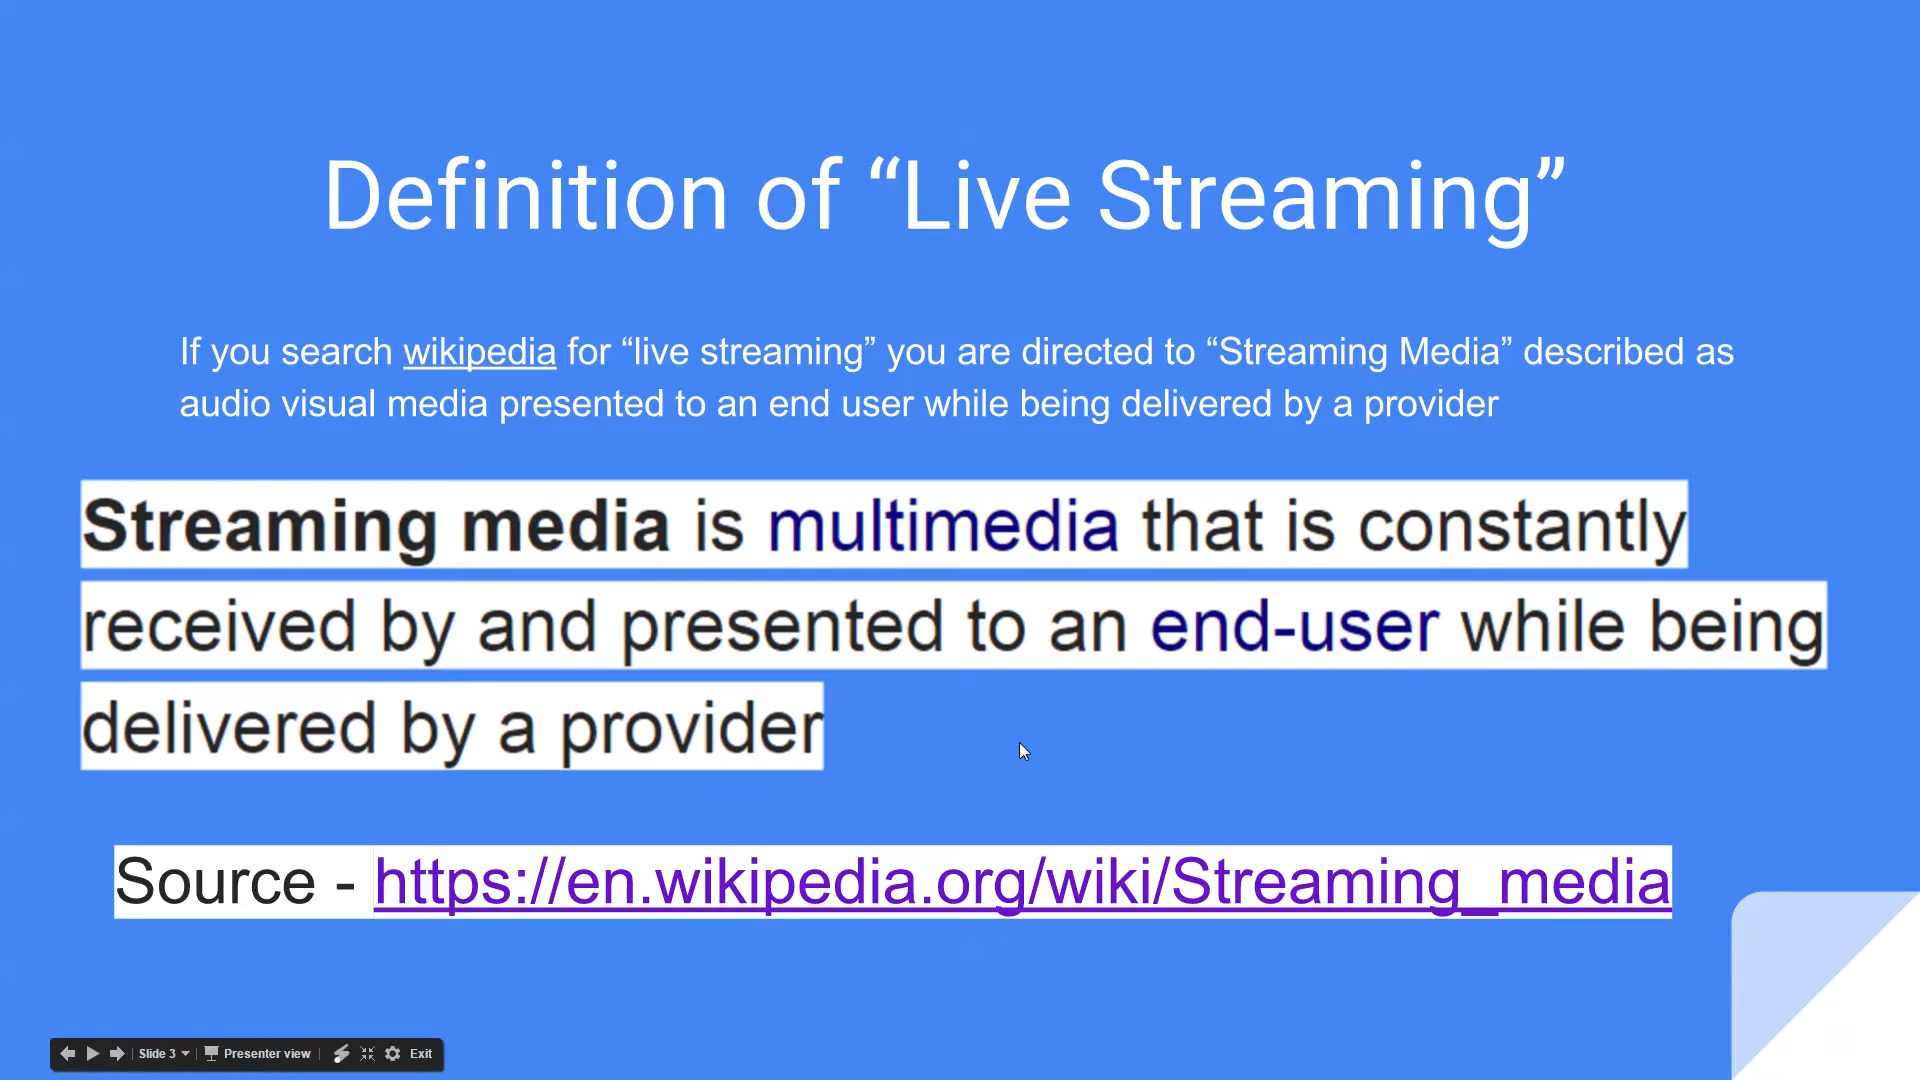 Definition of “Live Streaming”
If you search wikipedia for “live streaming” you are directed to “Streaming Media” described as
audio visual media presented to an end user while being delivered by a provider
Streaming media is multimedia that is constantly
received by and presented to an end-user while being
delivered by a provider
Source - https://en.wikipedia.org/wiki/Streaming_media
Slide 3 Presenter view Exit